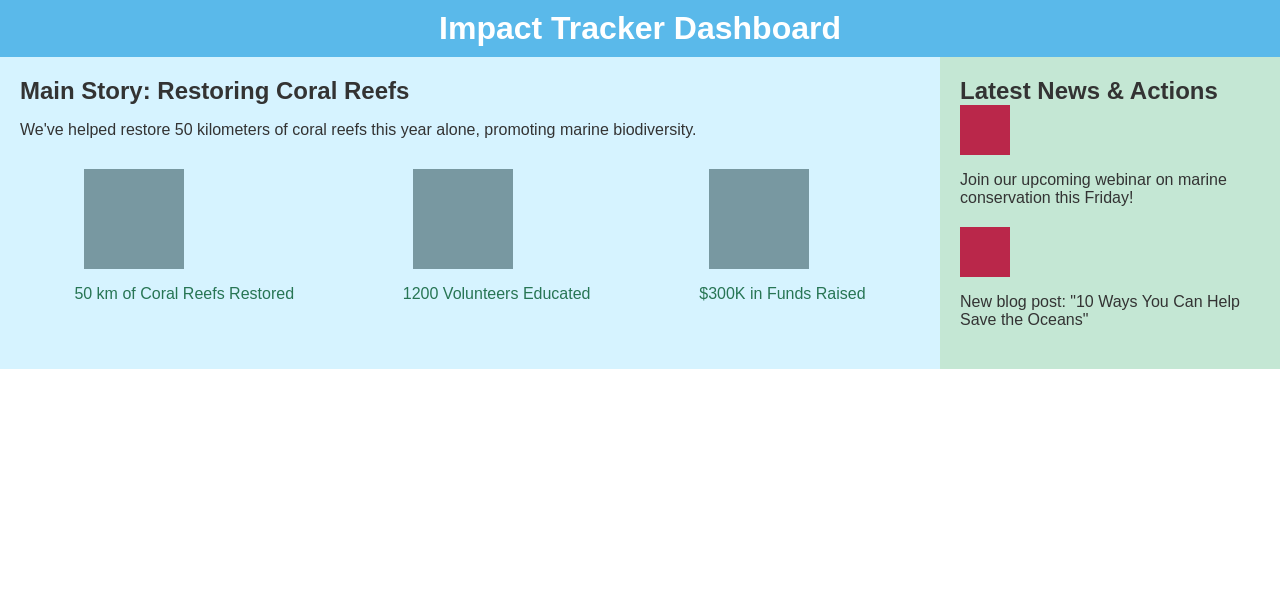 Impact Tracker Dashboard
Main Story: Restoring Coral Reefs
We've helped restore 50 kilometers of coral reefs this year alone, promoting marine biodiversity.
50 km of Coral Reefs Restored
1200 Volunteers Educated
$300K in Funds Raised
Latest News & Actions
Join our upcoming webinar on marine
conservation this Friday!
New blog post: "10 Ways You Can Help
Save the Oceans"